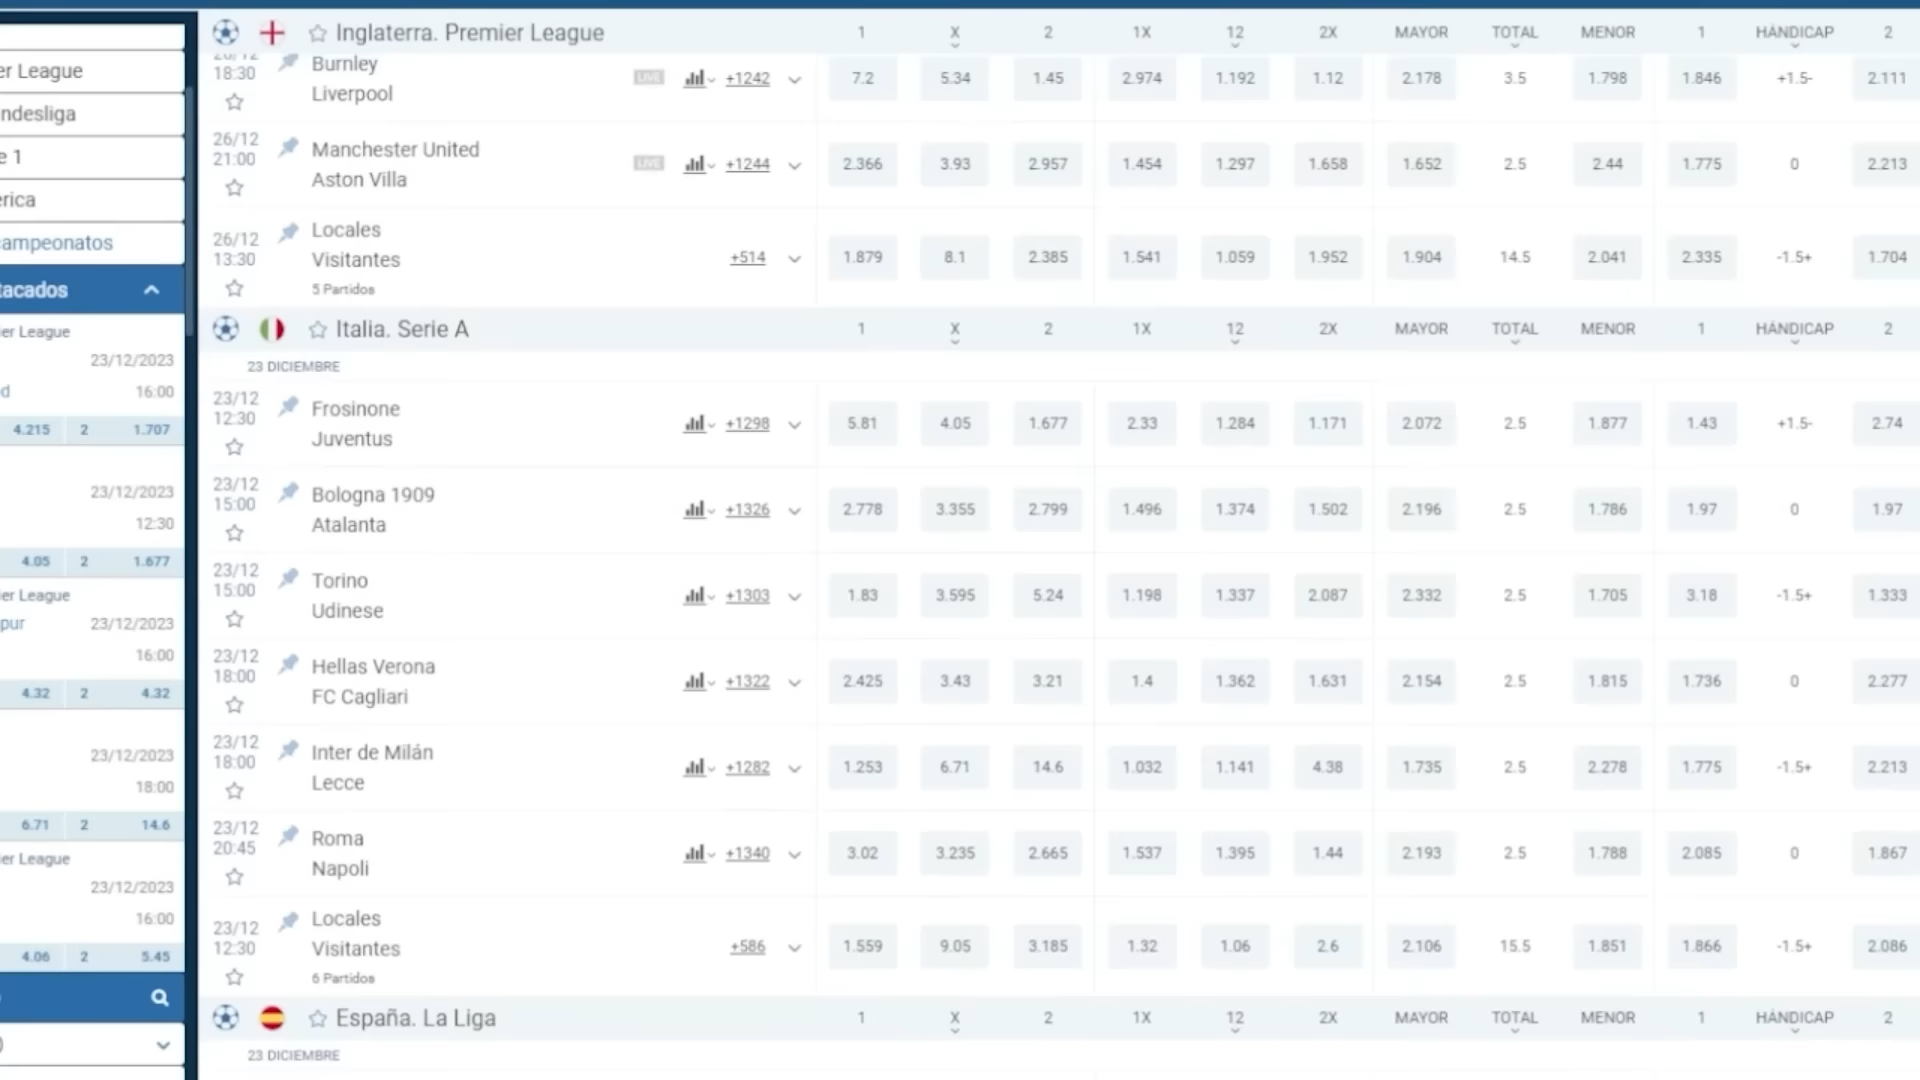 er League
ndesliga
e 1
erica
campeonatos
tacados
ier League
23/12/2023
d 16:00
4.215 2 1.707
23/12/2023
12:30
4.05 2 1.677
ier League
pur 23/12/2023
16:00
4.32 2 4.32
23/12/2023
18:00
6.71 2 14.6
ier League
23/12/2023
16:00
4.06 2 5.45
)
Inglaterra. Premier League 1 X 2 1X 12 2X MAYOR TOTAL MENOR 1 HÁNDICAP 2
18:30 Burnley
Liverpool LIVE +1242 7.2 5.34 1.45 2.974 1.192 1.12 2.178 3.5 1.798 1.846 +1.5- 2.111
26/12
21:00 Manchester United
Aston Villa LIVE +1244 2.366 3.93 2.957 1.454 1.297 1.658 1.652 2.5 2.44 1.775 0 2.213
26/12
13:30 Locales
Visitantes
5 Partidos +514 1.879 8.1 2.385 1.541 1.059 1.952 1.904 14.5 2.041 2.335 -1.5+ 1.704
Italia. Serie A 1 X 2 1X 12 2X MAYOR TOTAL MENOR 1 HÁNDICAP 2
23 DICIEMBRE
23/12
12:30 Frosinone
Juventus +1298 5.81 4.05 1.677 2.33 1.284 1.171 2.072 2.5 1.877 1.43 +1.5- 2.74
23/12
15:00 Bologna 1909
Atalanta +1326 2.778 3.355 2.799 1.496 1.374 1.502 2.196 2.5 1.786 1.97 0 1.97
23/12
15:00 Torino
Udinese +1303 1.83 3.595 5.24 1.198 1.337 2.087 2.332 2.5 1.705 3.18 -1.5+ 1.333
23/12
18:00 Hellas Verona
FC Cagliari +1322 2.425 3.43 3.21 1.4 1.362 1.631 2.154 2.5 1.815 1.736 0 2.277
23/12
18:00 Inter de Milán
Lecce +1282 1.253 6.71 14.6 1.032 1.141 4.38 1.735 2.5 2.278 1.775 -1.5+ 2.213
23/12
20:45 Roma
Napoli +1340 3.02 3.235 2.665 1.537 1.395 1.44 2.193 2.5 1.788 2.085 0 1.867
23/12
12:30 Locales
Visitantes
6 Partidos +586 1.559 9.05 3.185 1.32 1.06 2.6 2.106 15.5 1.851 1.866 -1.5+ 2.086
España. La Liga 1 X 2 1X 12 2X MAYOR TOTAL MENOR 1 HÁNDICAP 2
23 DICIEMBRE